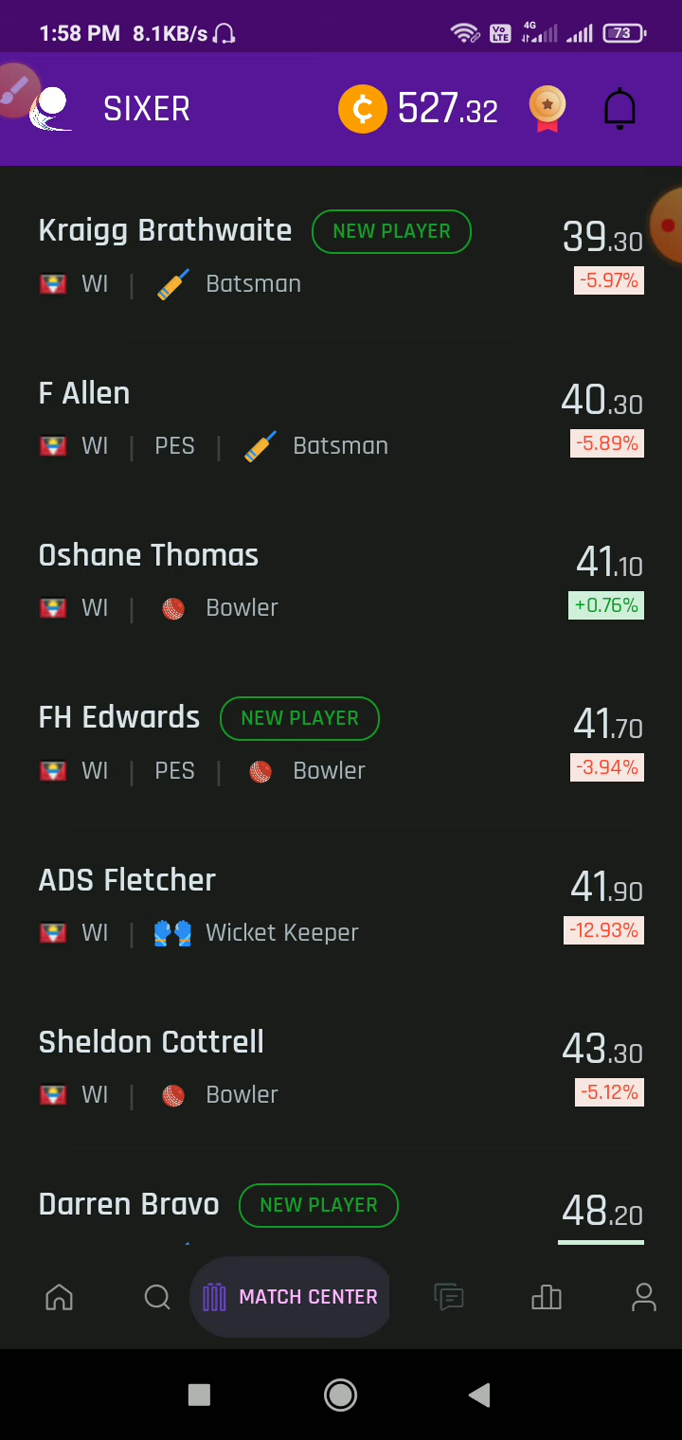 1:58 PM 8.1KB/s Vo LTE 4G 73
SIXER ¢ 527.32
Kraigg Brathwaite NEW PLAYER 39.30
WI | Batsman -5.97%
F Allen 40.30
WI | PES | Batsman -5.89%
Oshane Thomas 41.10
WI | Bowler +0.76%
FH Edwards NEW PLAYER 41.70
WI | PES | Bowler -3.94%
ADS Fletcher 41.90
WI | Wicket Keeper -12.93%
Sheldon Cottrell 43.30
WI | Bowler -5.12%
Darren Bravo NEW PLAYER 48.20
MATCH CENTER